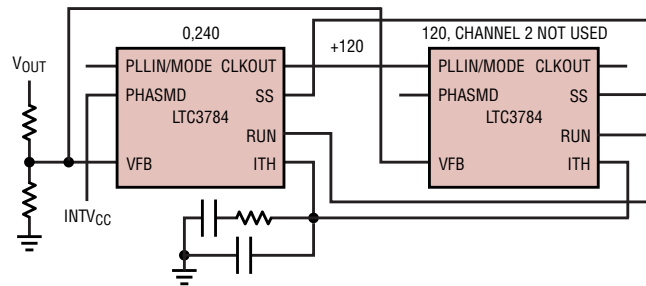 0,240
120, CHANNEL 2 NOT USED
+120
VOUT
PLLIN/MODE CLKOUT
PHASMD SS
LTC3784
RUN
VFB ITH
INTVCC
PLLIN/MODE CLKOUT
PHASMD SS
LTC3784
RUN
VFB ITH